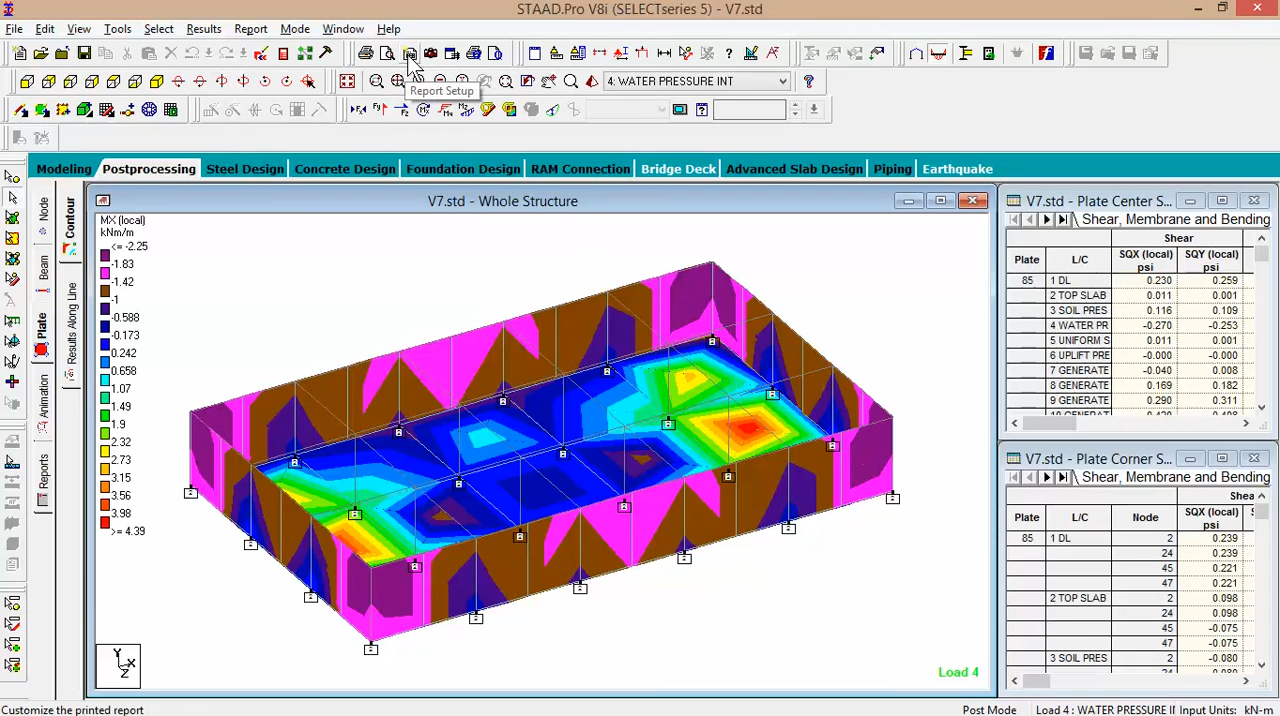 STAAD.Pro V8i (SELECTseries 5) - V7.std
File Edit View Tools Select Results Report Mode Window Help
4: WATER PRESSURE INT
Report Setup
Modeling Postprocessing Steel Design Concrete Design Foundation Design RAM Connection Bridge Deck Advanced Slab Design Piping Earthquake
Node
Beam
Plate
Animation
Reports
Contour
Results Along Line
V7.std - Whole Structure
MX (local)
kNm/m
<= -2.25
-1.83
-1.42
-1
-0.588
-0.173
0.242
0.658
1.07
1.49
1.9
2.32
2.73
3.15
3.56
3.98
>= 4.39
Load 4
V7.std - Plate Center S...
Shear, Membrane and Bending
Shear
Plate L/C SQX (local) psi SQY (local) psi
85 1 DL 0.230 0.259
2 TOP SLAB 0.011 0.001
3 SOIL PRES 0.116 0.109
4 WATER PR -0.270 -0.253
5 UNIFORM S 0.011 0.001
6 UPLIFT PRE -0.000 -0.000
7 GENERATE -0.040 0.008
8 GENERATE 0.169 0.182
9 GENERATE 0.290 0.311
V7.std - Plate Corner S...
Shear, Membrane and Bending
Shea
Plate L/C Node SQX (local) psi
85 1 DL 2 0.239
24 0.239
45 0.221
47 0.221
2 TOP SLAB 2 0.098
24 0.098
45 -0.075
47 -0.075
3 SOIL PRES 2 -0.080
Customize the printed report
Post Mode
Load 4 : WATER PRESSURE II
Input Units: kN-m